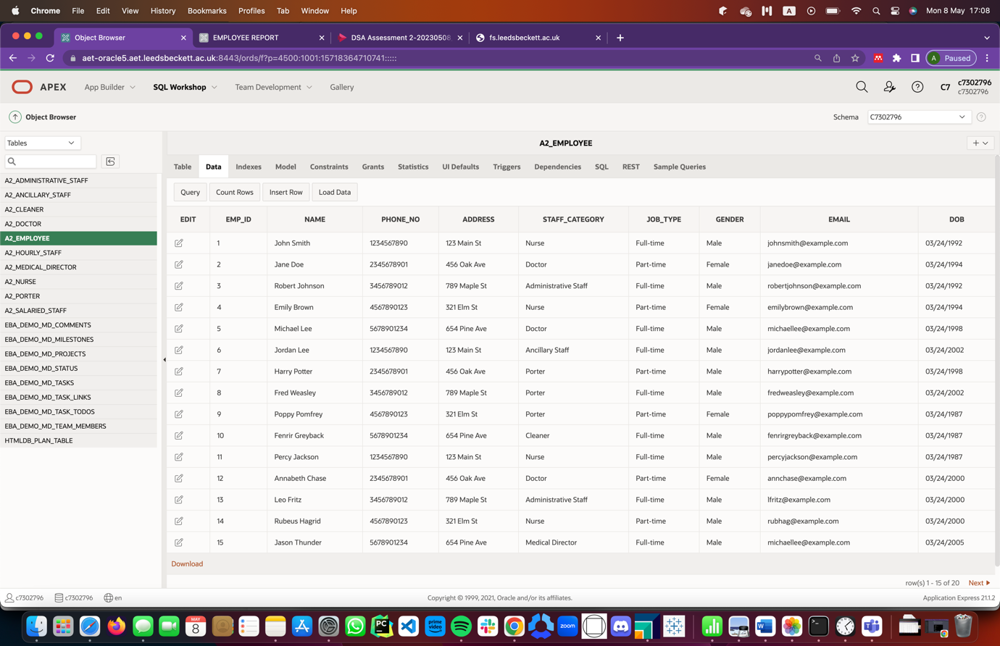 Chrome File Edit View History Bookmarks Profiles Tab Window Help A Mon 8 May 17:08
Object Browser EMPLOYEE REPORT DSA Assessment 2-20230508 fs.leedsbeckett.ac.uk
aet-oracle5.aet.leedsbeckett.ac.uk:8443/ords/f?p=4500:1001:15718364710741::::: A Paused
APEX App Builder SQL Workshop Team Development Gallery C7 c7302796
c7302796
Object Browser Schema C7302796
Tables
A2_EMPLOYEE
Table Data Indexes Model Constraints Grants Statistics UI Defaults Triggers Dependencies SQL REST Sample Queries
Query Count Rows Insert Row Load Data
A2_ADMINISTRATIVE_STAFF
A2_ANCILLARY_STAFF
A2_CLEANER
A2_DOCTOR
A2_EMPLOYEE
A2_HOURLY_STAFF
A2_MEDICAL_DIRECTOR
A2_NURSE
A2_PORTER
A2_SALARIED_STAFF
EBA_DEMO_MD_COMMENTS
EBA_DEMO_MD_MILESTONES
EBA_DEMO_MD_PROJECTS
EBA_DEMO_MD_STATUS
EBA_DEMO_MD_TASKS
EBA_DEMO_MD_TASK_LINKS
EBA_DEMO_MD_TASK_TODOS
EBA_DEMO_MD_TEAM_MEMBERS
HTMLDB_PLAN_TABLE
EDIT EMP_ID NAME PHONE_NO ADDRESS STAFF_CATEGORY JOB_TYPE GENDER EMAIL DOB
1 John Smith 1234567890 123 Main St Nurse Full-time Male johnsmith@example.com 03/24/1992
2 Jane Doe 2345678901 456 Oak Ave Doctor Part-time Female janedoe@example.com 03/24/1994
3 Robert Johnson 3456789012 789 Maple St Administrative Staff Full-time Male robertjohnson@example.com 03/24/1992
4 Emily Brown 4567890123 321 Elm St Nurse Part-time Female emilybrown@example.com 03/24/1994
5 Michael Lee 5678901234 654 Pine Ave Doctor Full-time Male michaellee@example.com 03/24/1998
6 Jordan Lee 1234567890 123 Main St Ancillary Staff Full-time Male jordanlee@example.com 03/24/2002
7 Harry Potter 2345678901 456 Oak Ave Porter Part-time Male harrypotter@example.com 03/24/1998
8 Fred Weasley 3456789012 789 Maple St Porter Full-time Male fredweasley@example.com 03/24/2002
9 Poppy Pomfrey 4567890123 321 Elm St Porter Part-time Female poppypomfrey@example.com 03/24/1987
10 Fenrir Greyback 5678901234 654 Pine Ave Cleaner Full-time Male fenrirgreyback@example.com 03/24/1987
11 Percy Jackson 1234567890 123 Main St Nurse Full-time Male percyjackson@example.com 03/24/1987
12 Annabeth Chase 2345678901 456 Oak Ave Doctor Part-time Female annchase@example.com 03/24/2000
13 Leo Fritz 3456789012 789 Maple St Administrative Staff Full-time Male lfritz@example.com 03/24/2000
14 Rubeus Hagrid 4567890123 321 Elm St Nurse Part-time Male rubhag@example.com 03/24/2000
15 Jason Thunder 5678901234 654 Pine Ave Medical Director Full-time Male michaellee@example.com 03/24/2005
Download
row(s) 1 - 15 of 20 Next
c7302796 c7302796 en Copyright © 1999, 2021, Oracle and/or its affiliates. Application Express 21.1.2
MAY
8 PC prime video zoom W